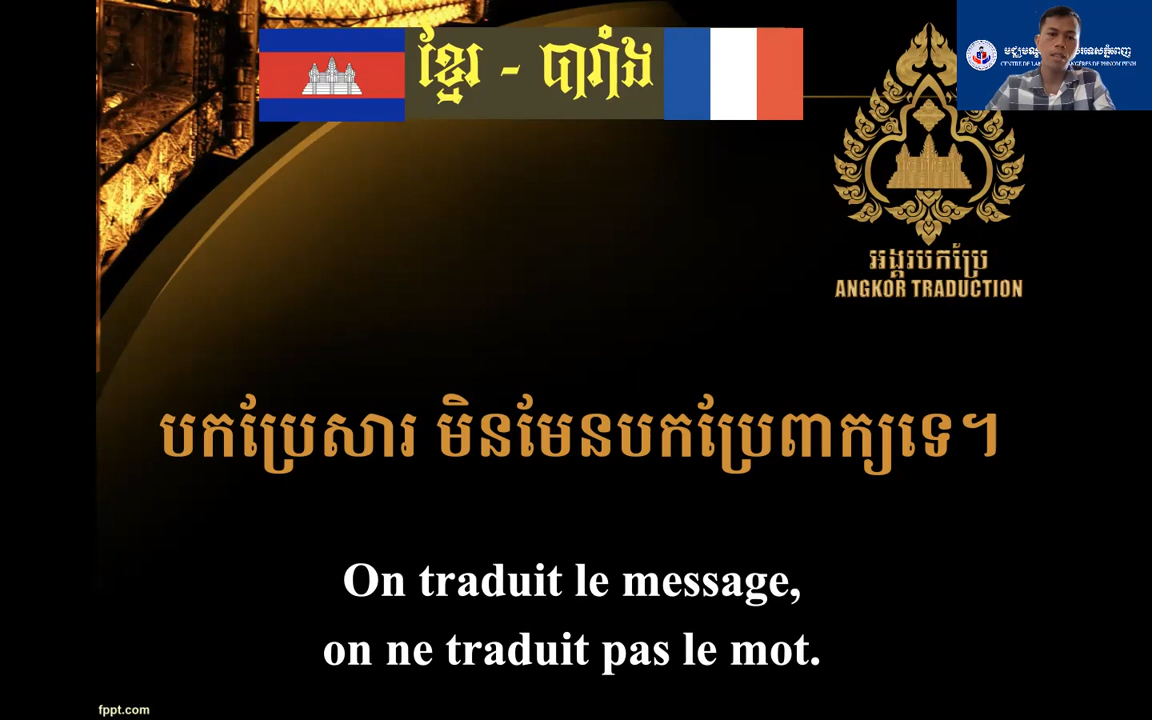 ខ្មែរ - បារាំង
អង្គរបកប្រែ
ANGKOR TRADUCTION
បកប្រែសារ មិនមែនបកប្រែពាក្យទេ។
On traduit le message,
on ne traduit pas le mot.
fppt.com